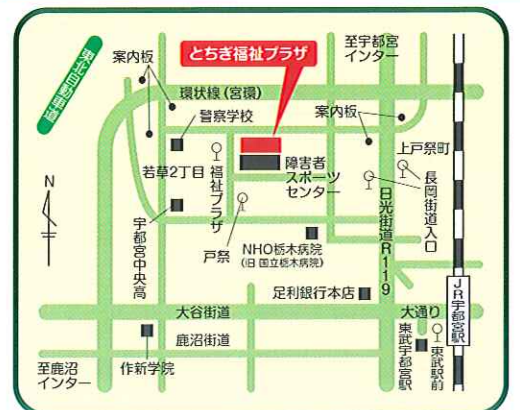 東北自動車道
案内板
とちぎ福祉プラザ
至宇都宮
インター
環状線(宮環)
警察学校
案内板
上戸祭町
若草2丁目
福祉プラザ
障害者
スポーツ
センター
長岡街道入口
N
宇都宮中央高
戸祭
日光街道R119
NHO栃木病院
(旧 国立栃木病院)
足利銀行本店
JR宇都宮駅
大谷街道
大通り
鹿沼街道
東武宇都宮駅
東武駅前
至鹿沼
インター
作新学院